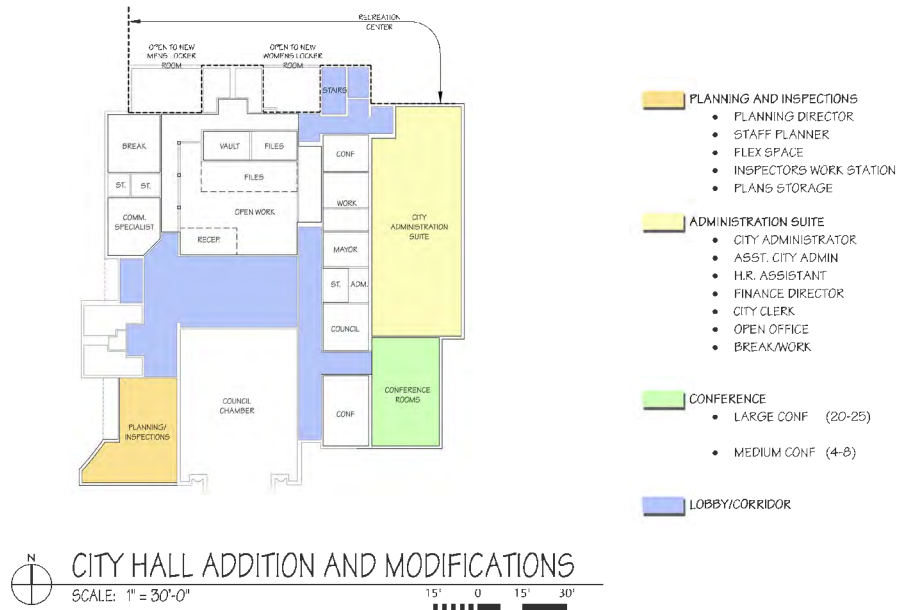 RECREATION
CENTER
OPEN TO NEW
MENS LOCKER
ROOM
OPEN TO NEW
WOMENS LOCKER
ROOM
STAIRS
BREAK
VAULT
FILES
CONF
FILES
ST.
ST.
WORK
COMM.
SPECIALIST
OPEN WORK
CITY
ADMINISTRATION
SUITE
RECEP.
MAYOR
ST.
ADM.
COUNCIL
CONFERENCE
ROOMS
COUNCIL
CHAMBER
CONF
PLANNING/
INSPECTIONS
PLANNING AND INSPECTIONS
• PLANNING DIRECTOR
• STAFF PLANNER
• FLEX SPACE
• INSPECTORS WORK STATION
• PLANS STORAGE
ADMINISTRATION SUITE
• CITY ADMINISTRATOR
• ASST. CITY ADMIN
• H.R. ASSISTANT
• FINANCE DIRECTOR
• CITY CLERK
• OPEN OFFICE
• BREAK/WORK
CONFERENCE
• LARGE CONF (20-25)
• MEDIUM CONF (4-8)
LOBBY/CORRIDOR
N
CITY HALL ADDITION AND MODIFICATIONS
SCALE: 1" = 30'-0"
15' 0 15' 30'